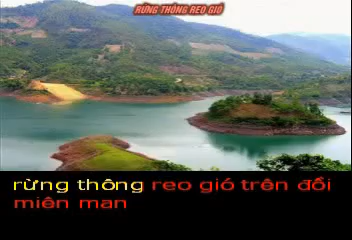 RỪNG THÔNG REO GIÓ
rừng thông reo gió trên đồi
miên man